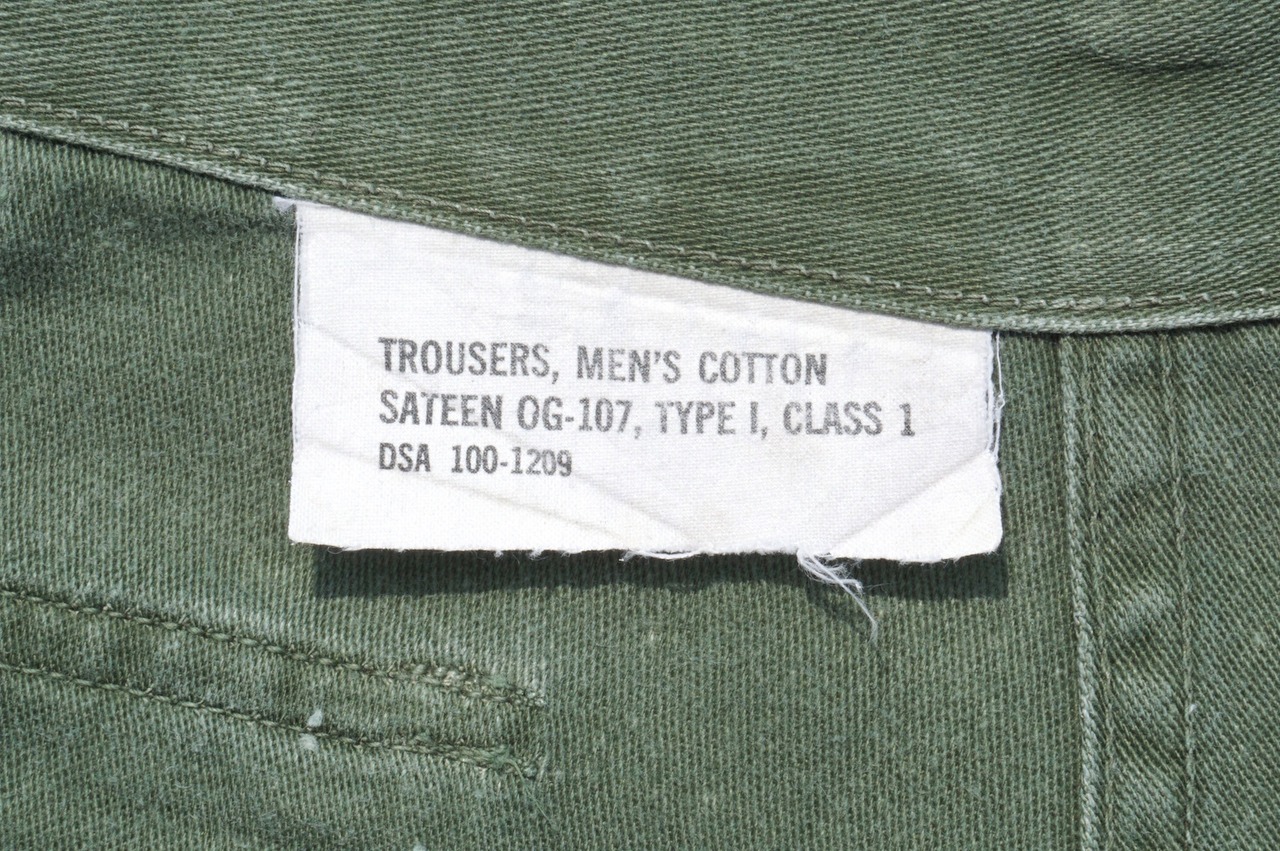 TROUSERS, MEN'S COTTON
SATEEN OG-107, TYPE I, CLASS 1
DSA 100-1209